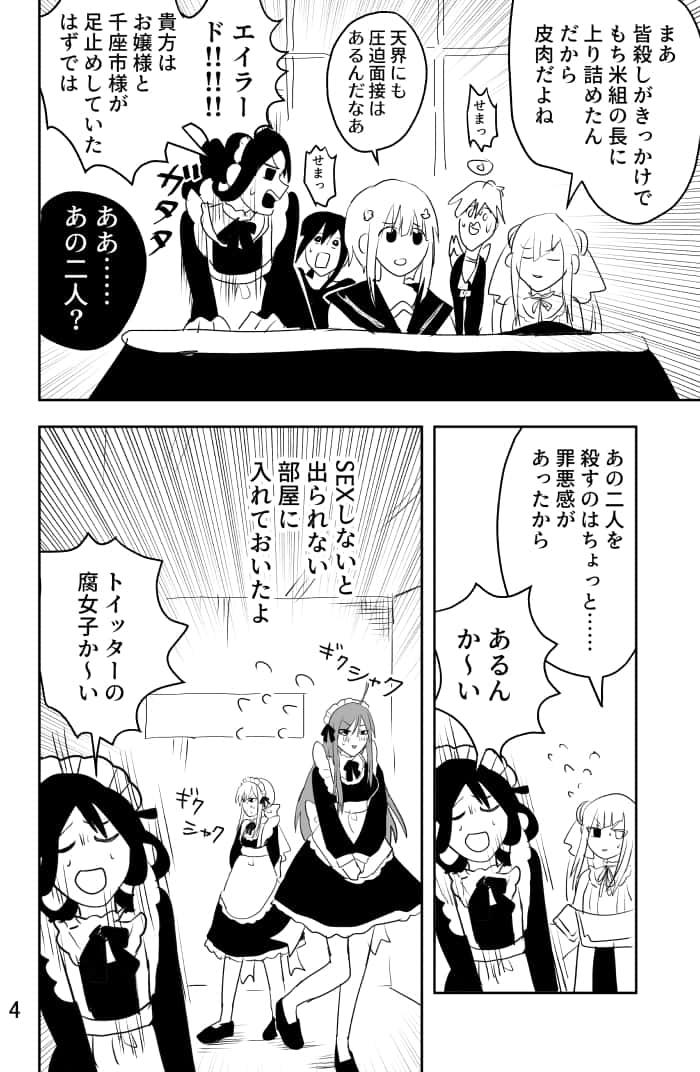 まあ
皆殺しがきっかけで
もち米組の長に
上り詰めたん
だから
皮肉だよね
せまっ
天界にも
圧迫面接は
あるんだなあ
せまっ
エイラー
ド!!!!
貴方は
お嬢様と
千座市様が
足止めしていた
はずでは
ガタタ
ああ……
あの二人？
あの二人を
殺すのはちょっと……
罪悪感が
あったから
あるん
か～い
SEXしないと
出られない
部屋に
入れておいたよ
ギクシャク
ギク
シャク
トイッターの
腐女子か～い
4